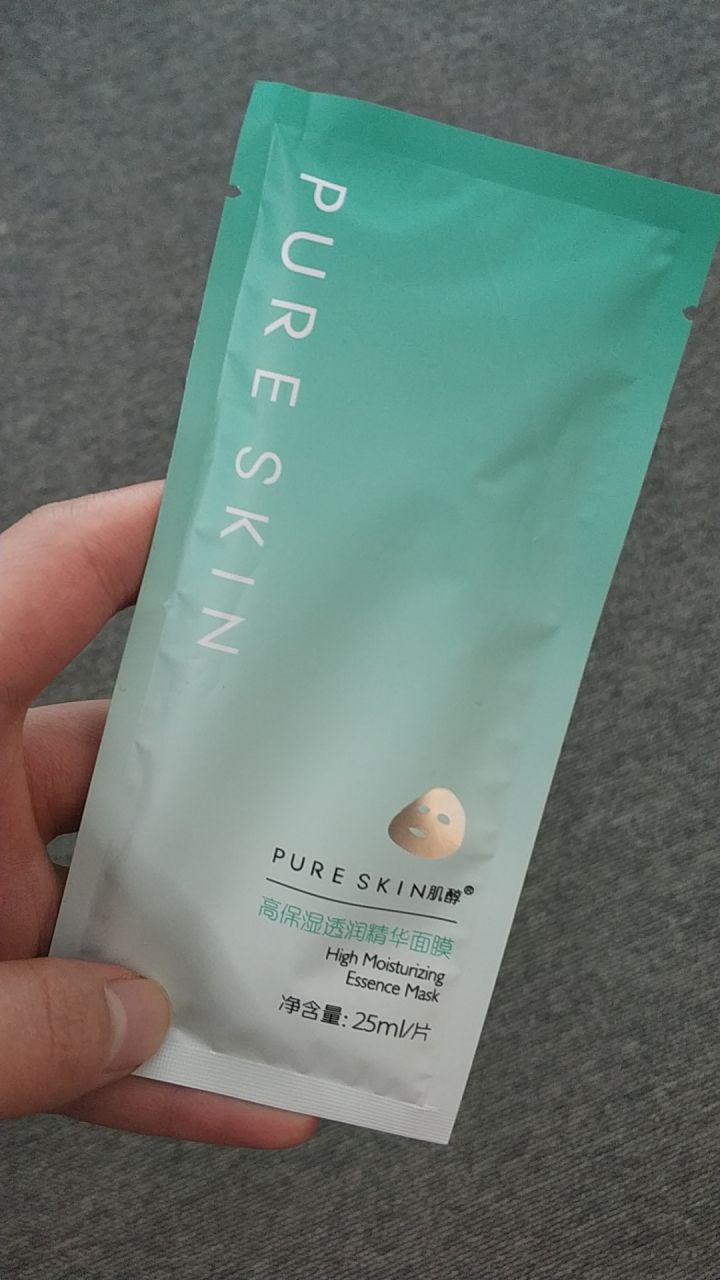 PURE SKIN
PURE SKIN肌醇®
高保湿透润精华面膜
High Moisturizing
Essence Mask
净含量: 25ml/片